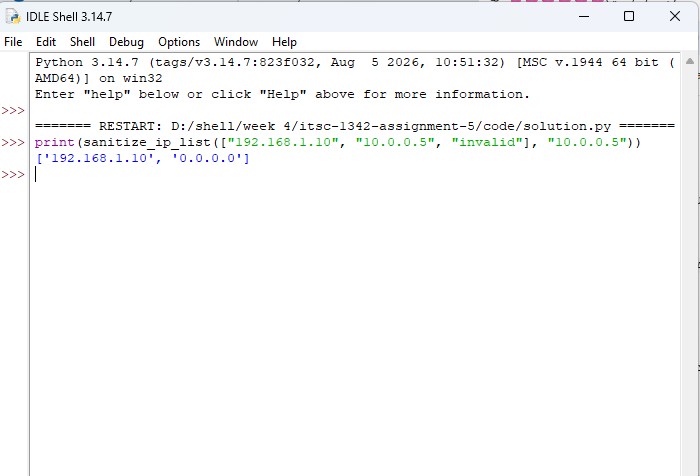 IDLE Shell 3.14.7
File Edit Shell Debug Options Window Help
Python 3.14.7 (tags/v3.14.7:823f032, Aug  5 2026, 10:51:32) [MSC v.1944 64 bit (
AMD64)] on win32
Enter "help" below or click "Help" above for more information.
>>>
======= RESTART: D:/shell/week 4/itsc-1342-assignment-5/code/solution.py =======
>>> print(sanitize_ip_list(["192.168.1.10", "10.0.0.5", "invalid"], "10.0.0.5"))
['192.168.1.10', '0.0.0.0']
>>>